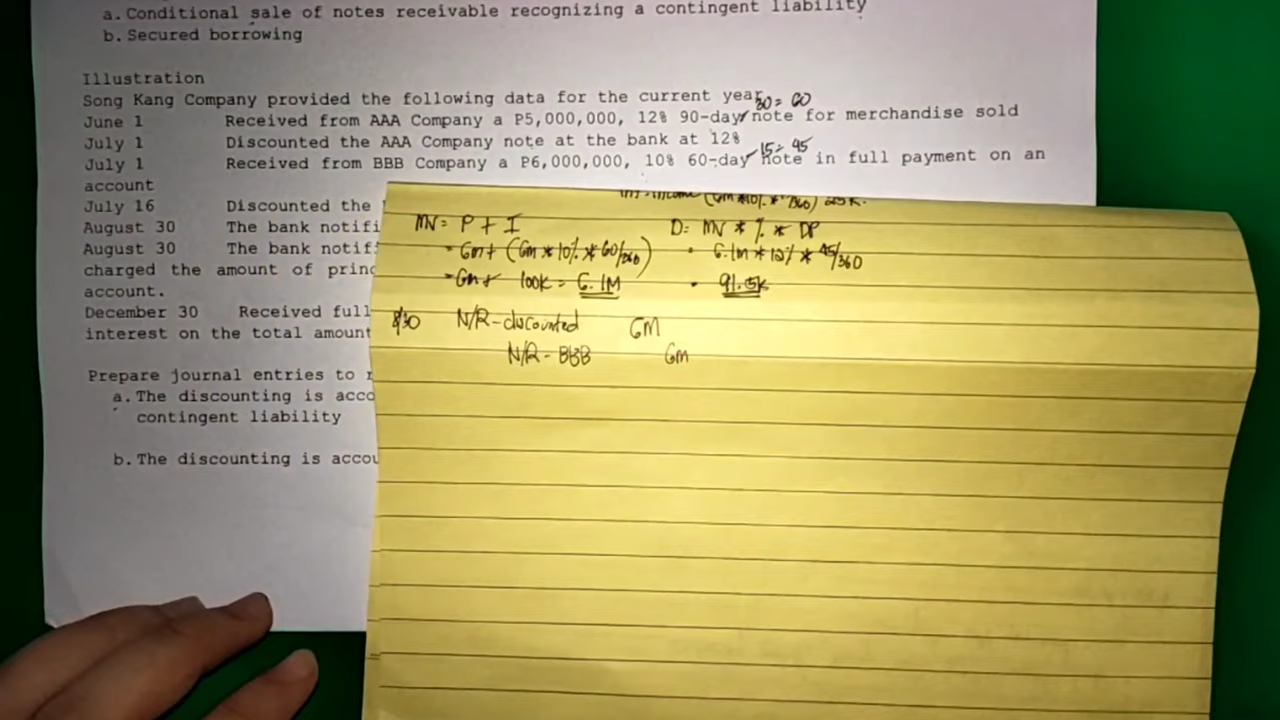 a. Conditional sale of notes receivable recognizing a contingent liability
b. Secured borrowing
Illustration
Song Kang Company provided the following data for the current year
30 = 60
June 1 Received from AAA Company a P5,000,000, 12% 90-day note for merchandise sold
July 1 Discounted the AAA Company note at the bank at 12%
15 = 45
July 1 Received from BBB Company a P6,000,000, 10% 60-day note in full payment on an
account
July 16 Discounted the
August 30 The bank notifi
August 30 The bank notif
charged the amount of princ
account.
December 30 Received full
interest on the total amount
Prepare journal entries to
a. The discounting is acco
contingent liability
b. The discounting is accou
MV = P + I D = MV * % * DP
= 6M + (6M * 10% * 60/360) 6.1M * 12% * 45/360
= 6M + 100K = 6.1M 91.5K
8/30 N/R - discounted 6M
N/R - BBB 6M